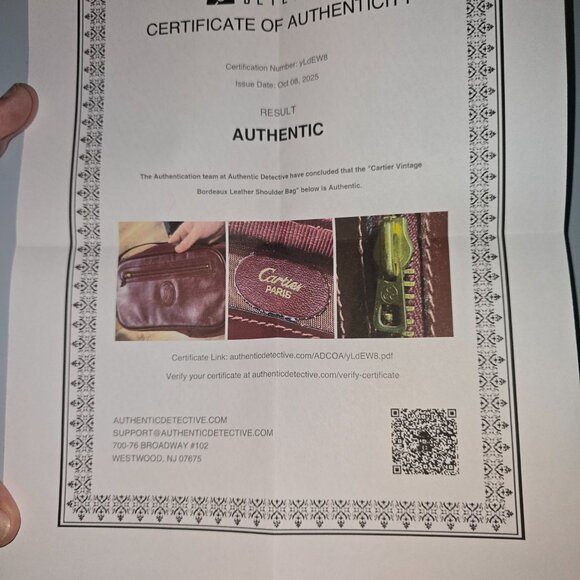 CERTIFICATE OF AUTHENTICITY
Certification Number: yLdEW8
Issue Date: Oct 08, 2025
RESULT
AUTHENTIC
The Authentication team at Authentic Detective have concluded that the "Cartier Vintage
Bordeaux Leather Shoulder Bag" below is Authentic.
Cartier
PARIS
Certificate Link: authenticdetective.com/ADCOA/yLdEW8.pdf
Verify your certificate at authenticdetective.com/verify-certificate
AUTHENTICDETECTIVE.COM
SUPPORT@AUTHENTICDETECTIVE.COM
700-76 BROADWAY #102
WESTWOOD, NJ 07675